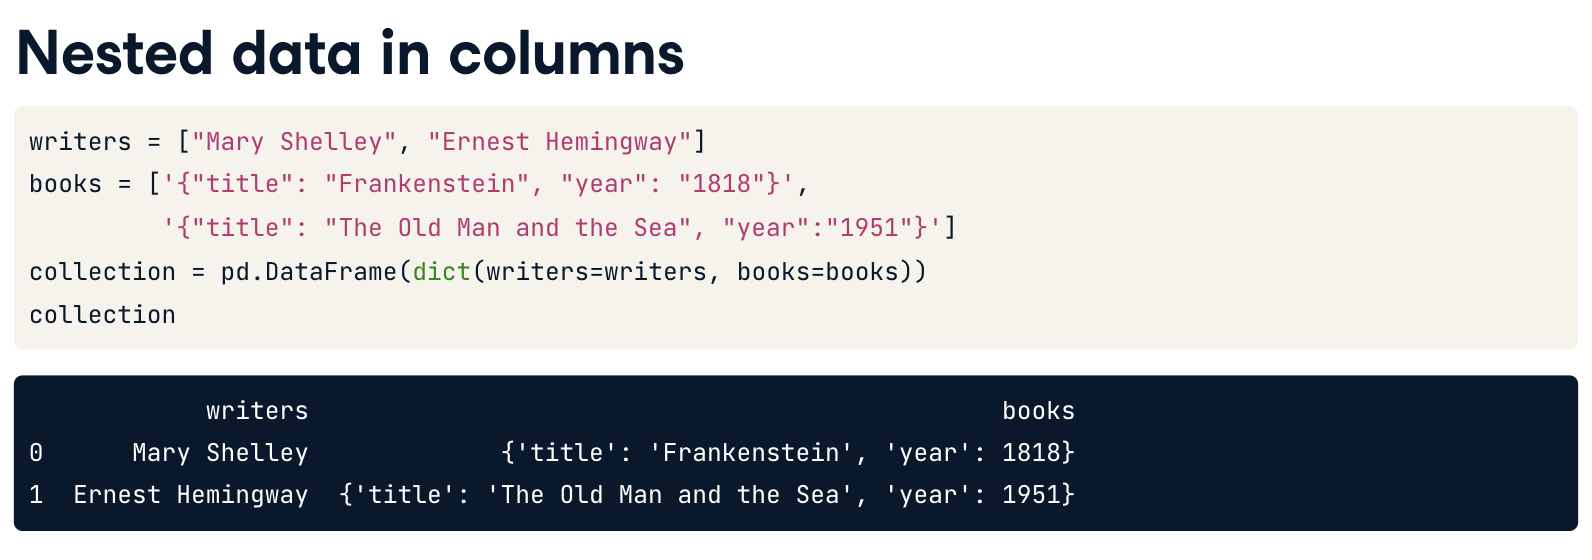 Nested data in columns
writers = ["Mary Shelley", "Ernest Hemingway"]
books = ['{"title": "Frankenstein", "year": "1818"}',
         '{"title": "The Old Man and the Sea", "year":"1951"}']
collection = pd.DataFrame(dict(writers=writers, books=books))
collection
            writers                                               books
0      Mary Shelley             {'title': 'Frankenstein', 'year': 1818}
1  Ernest Hemingway  {'title': 'The Old Man and the Sea', 'year': 1951}